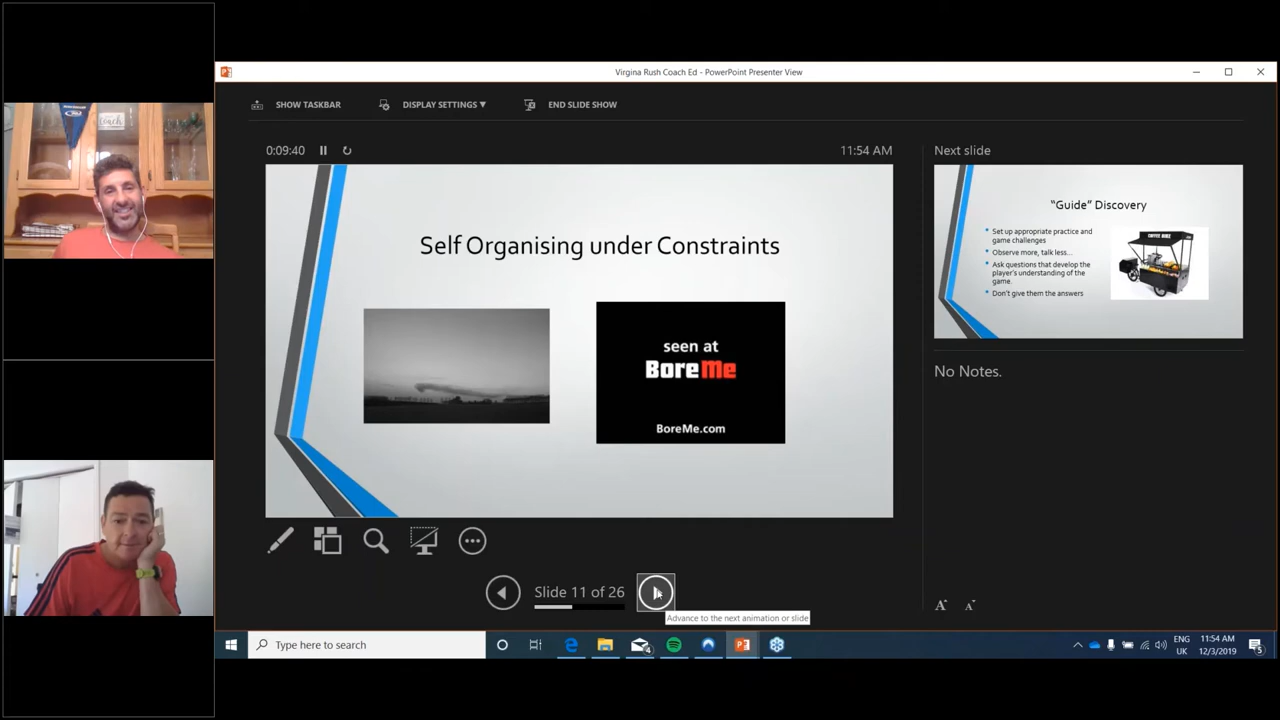 Virgina Rush Coach Ed - PowerPoint Presenter View
SHOW TASKBAR
DISPLAY SETTINGS ▼
END SLIDE SHOW
0:09:40
11:54 AM
Self Organising under Constraints
seen at
BoreMe
BoreMe.com
Slide 11 of 26
Advance to the next animation or slide
Next slide
"Guide" Discovery
Set up appropriate practice and
game challenges
Observe more, talk less...
Ask questions that develop the
player's understanding of the
game.
Don't give them the answers
No Notes.
A A
Type here to search
4
ENG
UK
11:54 AM
12/3/2019
5